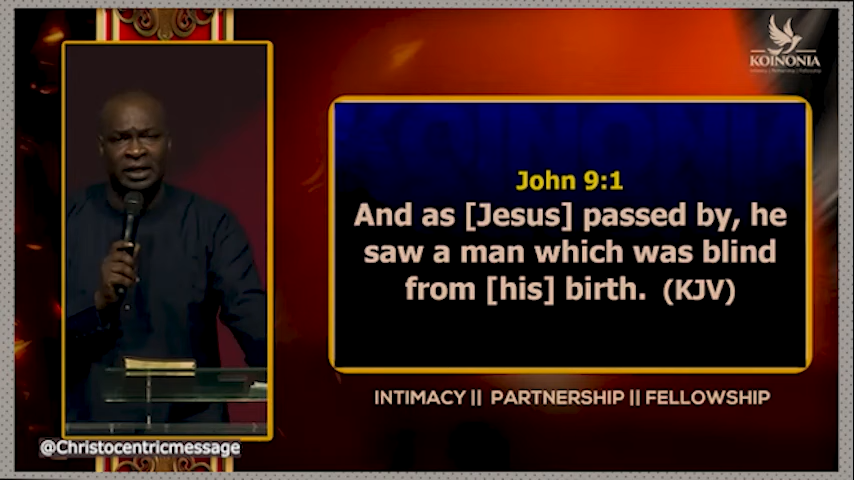 KOINONIA
John 9:1
And as [Jesus] passed by, he
saw a man which was blind
from [his] birth. (KJV)
INTIMACY || PARTNERSHIP || FELLOWSHIP
@Christocentricmessage